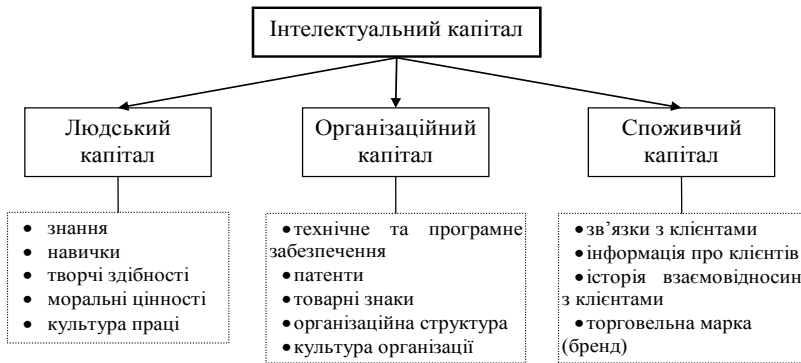 Інтелектуальний капітал
Людський
капітал
Організаційний
капітал
Споживчий
капітал
• знання
• навички
• творчі здібності
• моральні цінності
• культура праці
• технічне та програмне
забезпечення
• патенти
• товарні знаки
• організаційна структура
• культура організації
• зв’язки з клієнтами
• інформація про клієнтів
• історія взаємовідносин
з клієнтами
• торговельна марка
(бренд)